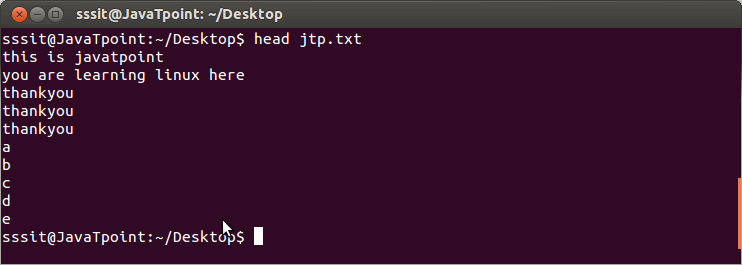 sssit@JavaTpoint: ~/Desktop
sssit@JavaTpoint:~/Desktop$ head jtp.txt
this is javatpoint
you are learning linux here
thankyou
thankyou
thankyou
a
b
c
d
e
sssit@JavaTpoint:~/Desktop$